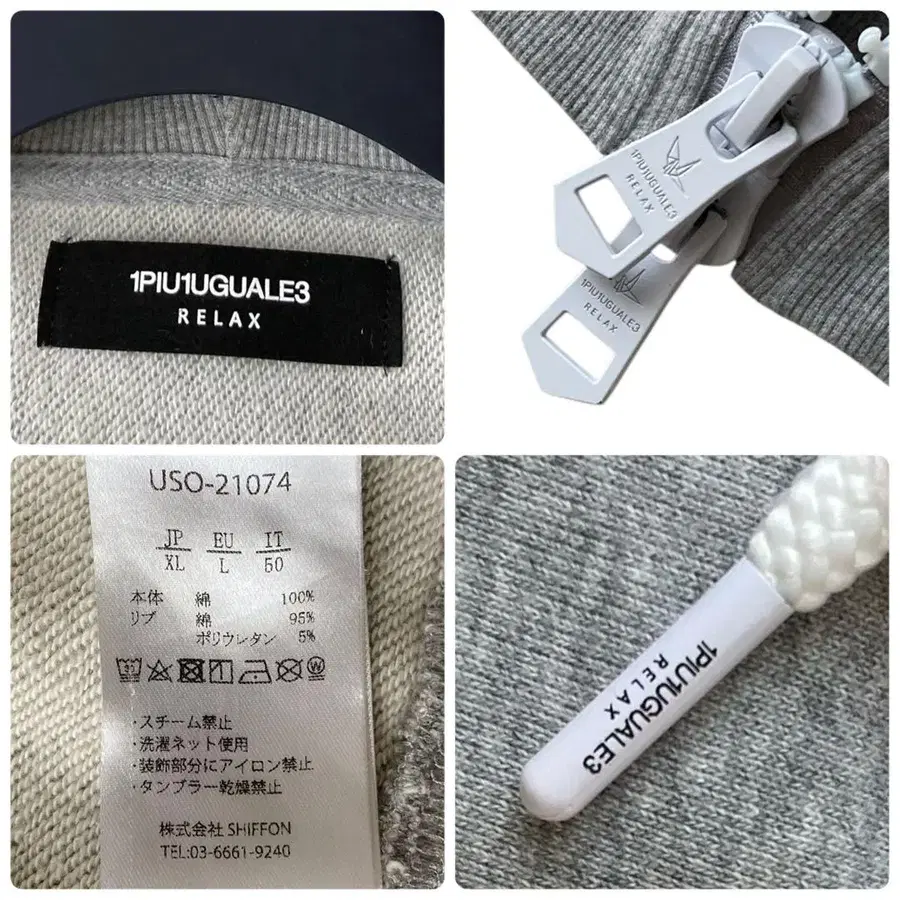 1PIU1UGUALE3
RELAX
1PIU1UGUALE3
RELAX
1PIU1UGUALE3
RELAX
USO-21074
JP EU IT
XL L 50
本体 綿 100%
リブ 綿 95%
ポリウレタン 5%
・スチーム禁止
・洗濯ネット使用
・装飾部分にアイロン禁止
・タンブラー乾燥禁止
株式会社 SHIFFON
TEL:03-6661-9240
1PIU1UGUALE3
RELAX